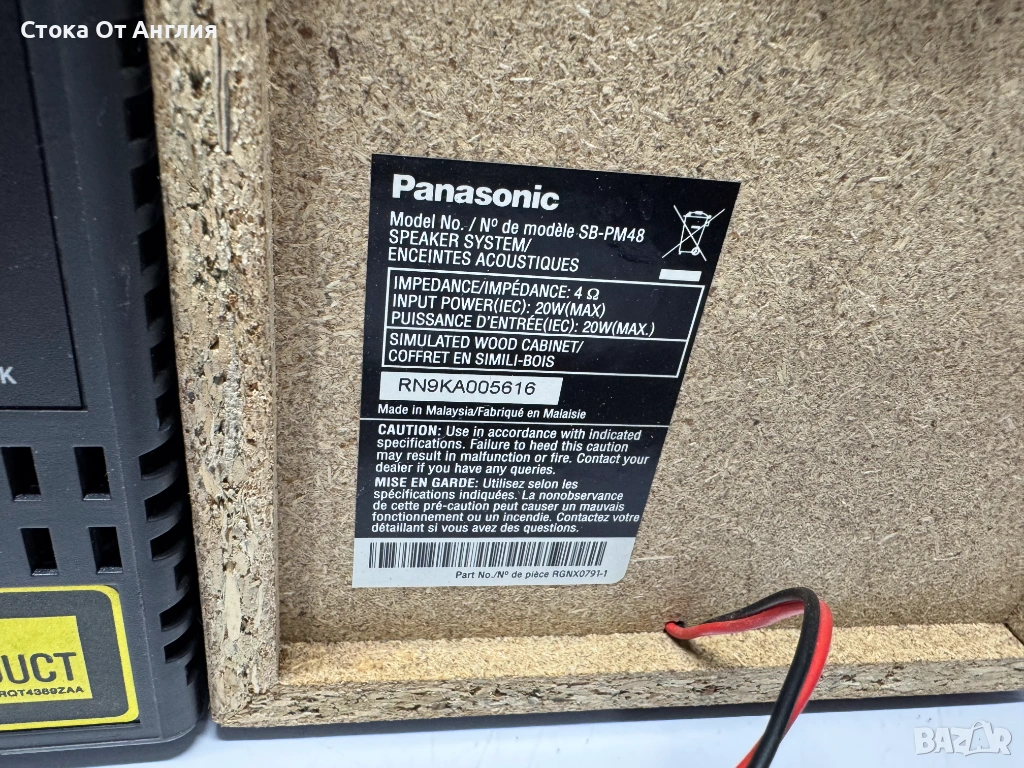 Стока От Англия
Panasonic
Model No. / Nº de modèle SB-PM48
SPEAKER SYSTEM/
ENCEINTES ACOUSTIQUES
IMPEDANCE/IMPÉDANCE: 4 Ω
INPUT POWER(IEC): 20W(MAX)
PUISSANCE D'ENTRÉE(IEC): 20W(MAX.)
SIMULATED WOOD CABINET/
COFFRET EN SIMILI-BOIS
RN9KA005616
Made in Malaysia/Fabriqué en Malaisie
CAUTION: Use in accordance with indicated
specifications. Failure to heed this caution
may result in malfunction or fire. Contact your
dealer if you have any queries.
MISE EN GARDE: Utilisez selon les
spécifications indiquées. La nonobservance
de cette pré-caution peut causer un mauvais
fonctionnement ou un incendie. Contactez votre
détaillant si vous avez des questions.
Part No./Nº de pièce RGNX0791-1
K
UCT
RQT4389ZAA
BAZAR